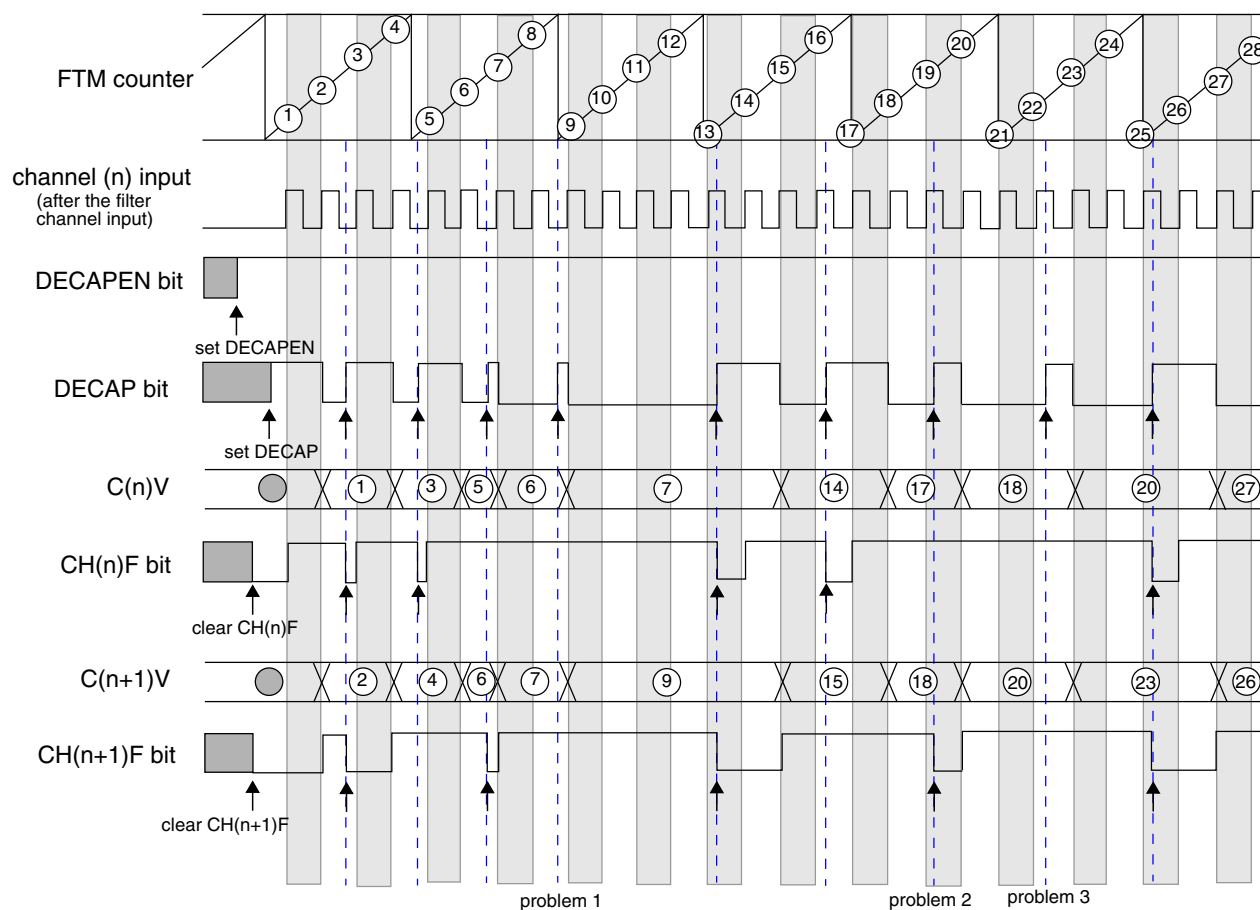 4 8 12 16 20 24 28
3 7 11 15 19 23 27
FTM counter
2 6 10 14 18 22 26
1 5 9 13 17 21 25
channel (n) input
(after the filter
channel input)
DECAPEN bit
set DECAPEN
DECAP bit
set DECAP
C(n)V 1 3 5 6 7 14 17 18 20 27
CH(n)F bit
clear CH(n)F
C(n+1)V 2 4 6 7 9 15 18 20 23 26
CH(n+1)F bit
clear CH(n+1)F
problem 1 problem 2 problem 3